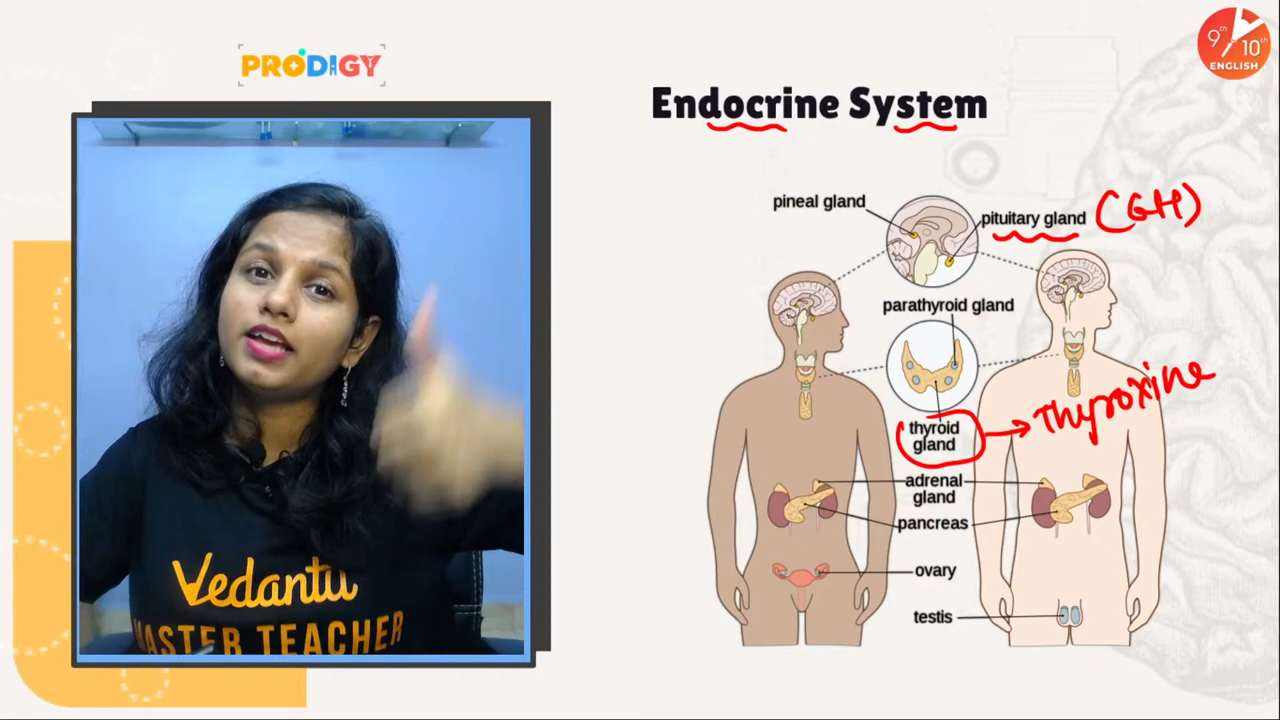 PRODIGY
9th
10th
ENGLISH
Endocrine System
pineal gland
pituitary gland (GH)
parathyroid gland
thyroid
gland
Thyroxine
adrenal
gland
pancreas
ovary
testis
Vedantu
MASTER TEACHER